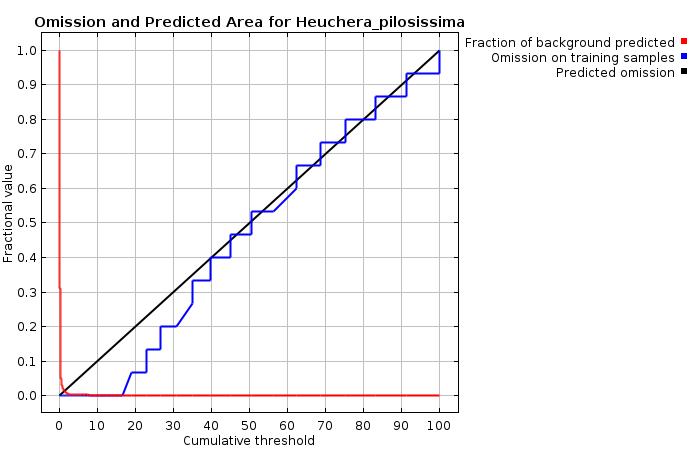 Omission and Predicted Area for Heuchera_pilosissima
Fraction of background predicted
Omission on training samples
Predicted omission
1.0
0.9
0.8
0.7
0.6
0.5
0.4
0.3
0.2
0.1
0.0
Fractional value
0 10 20 30 40 50 60 70 80 90 100
Cumulative threshold